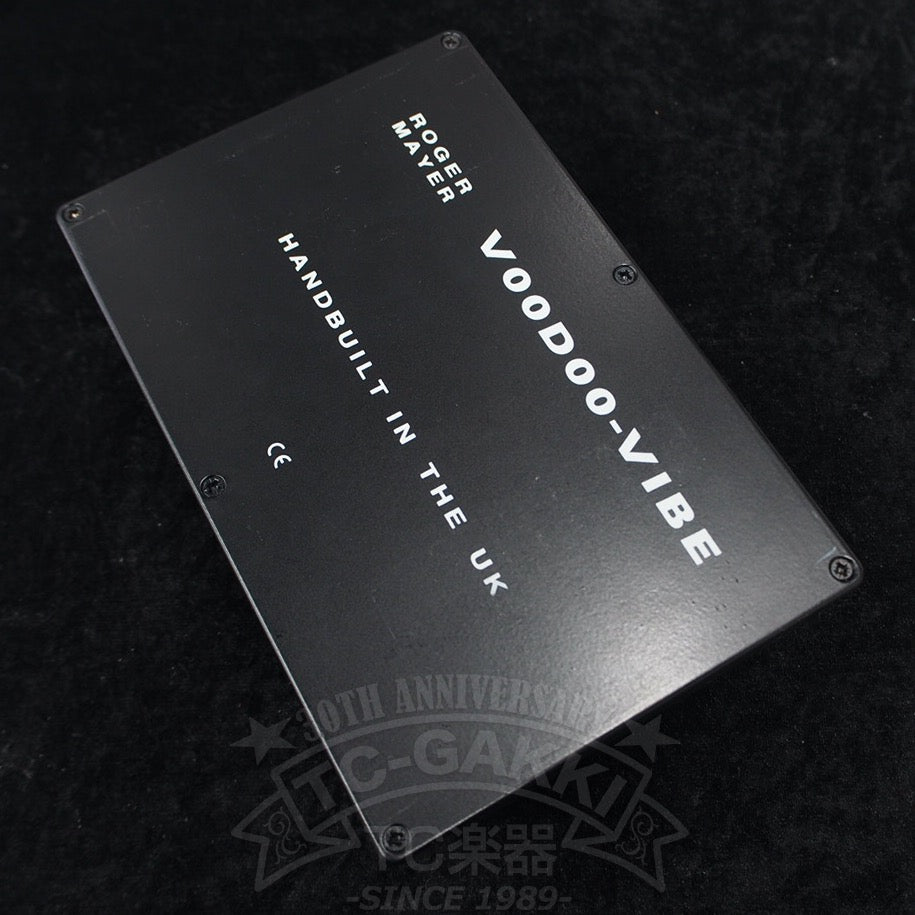 ROGER
MAYER
VOODOO-VIBE
HANDBUILT IN THE UK
CE
30TH ANNIVERSARY
TC-GAKKI
TC楽器
-SINCE 1989-